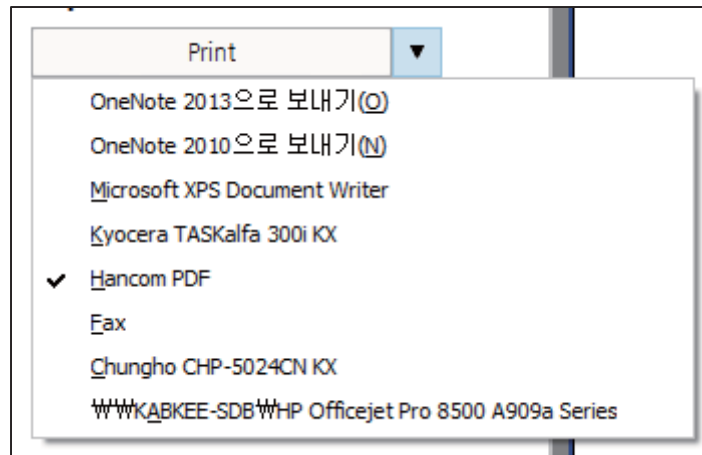 Print
OneNote 2013으로 보내기(O)
OneNote 2010으로 보내기(N)
Microsoft XPS Document Writer
Kyocera TASKalfa 300i KX
Hancom PDF
Fax
Chungho CHP-5024CN KX
₩₩KABKEE-SDB₩HP Officejet Pro 8500 A909a Series